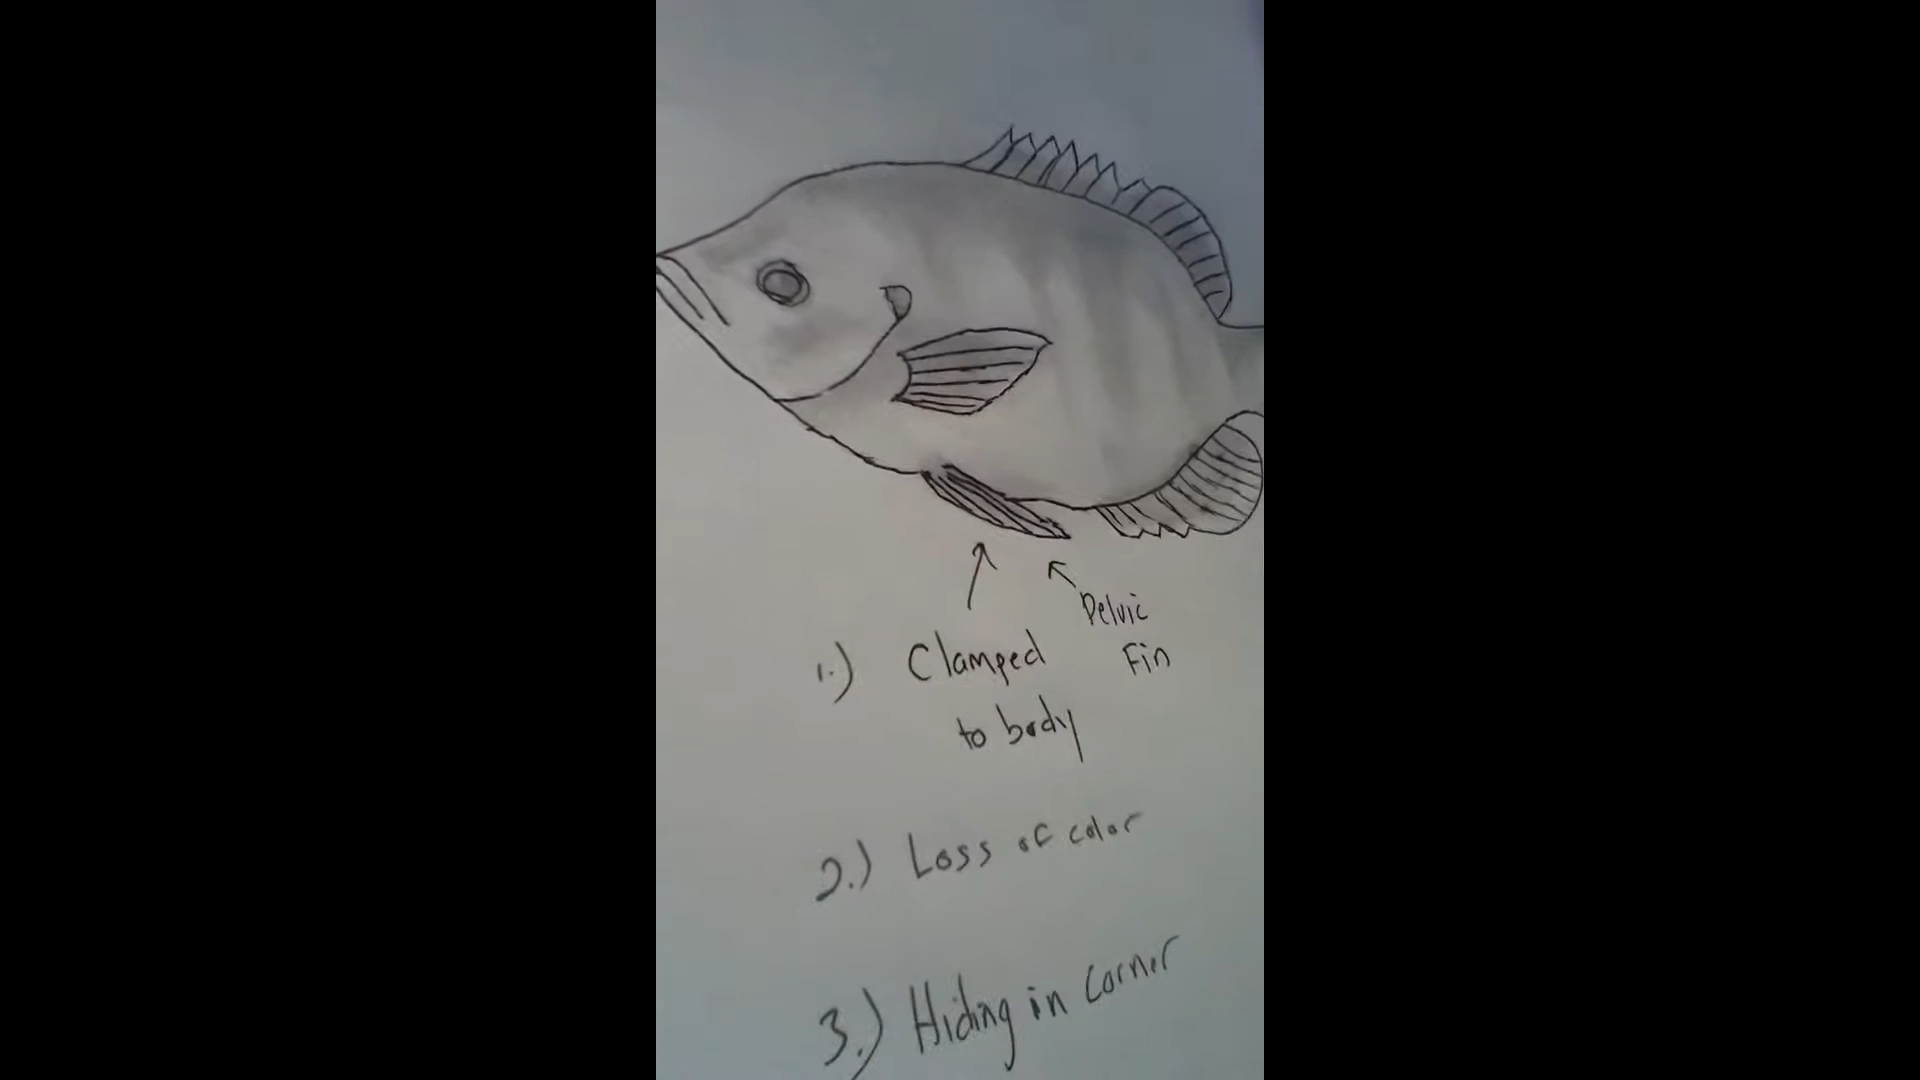 Pelvic
Fin
1.) Clamped
to body
2.) Loss of color
3.) Hiding in corner